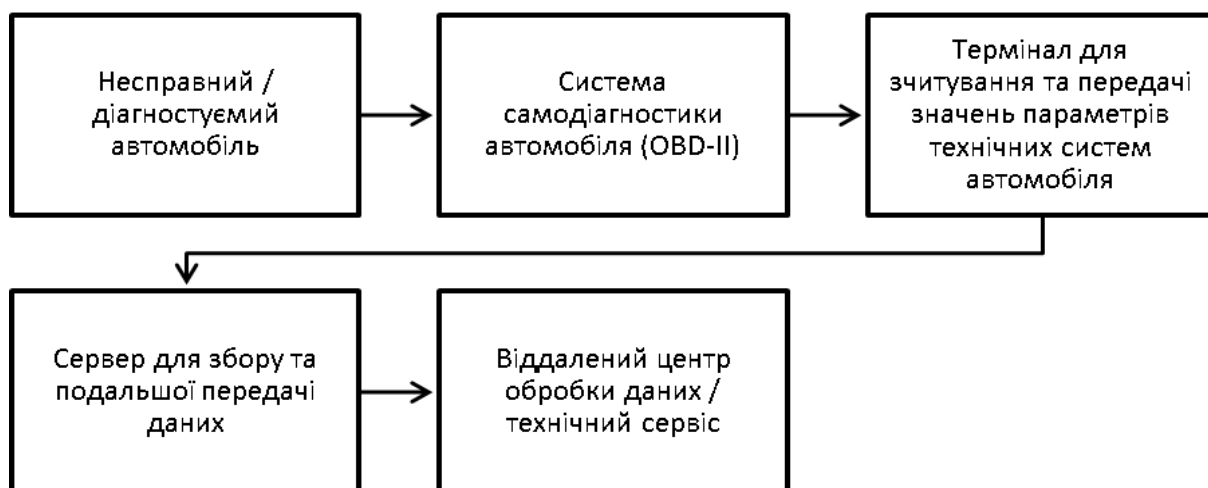 Несправний /
діагностуємий
автомобіль
Система
самодіагностики
автомобіля (OBD-II)
Термінал для
зчитування та передачі
значень параметрів
технічних систем
автомобіля
Сервер для збору та
подальшої передачі
даних
Віддалений центр
обробки даних /
технічний сервіс